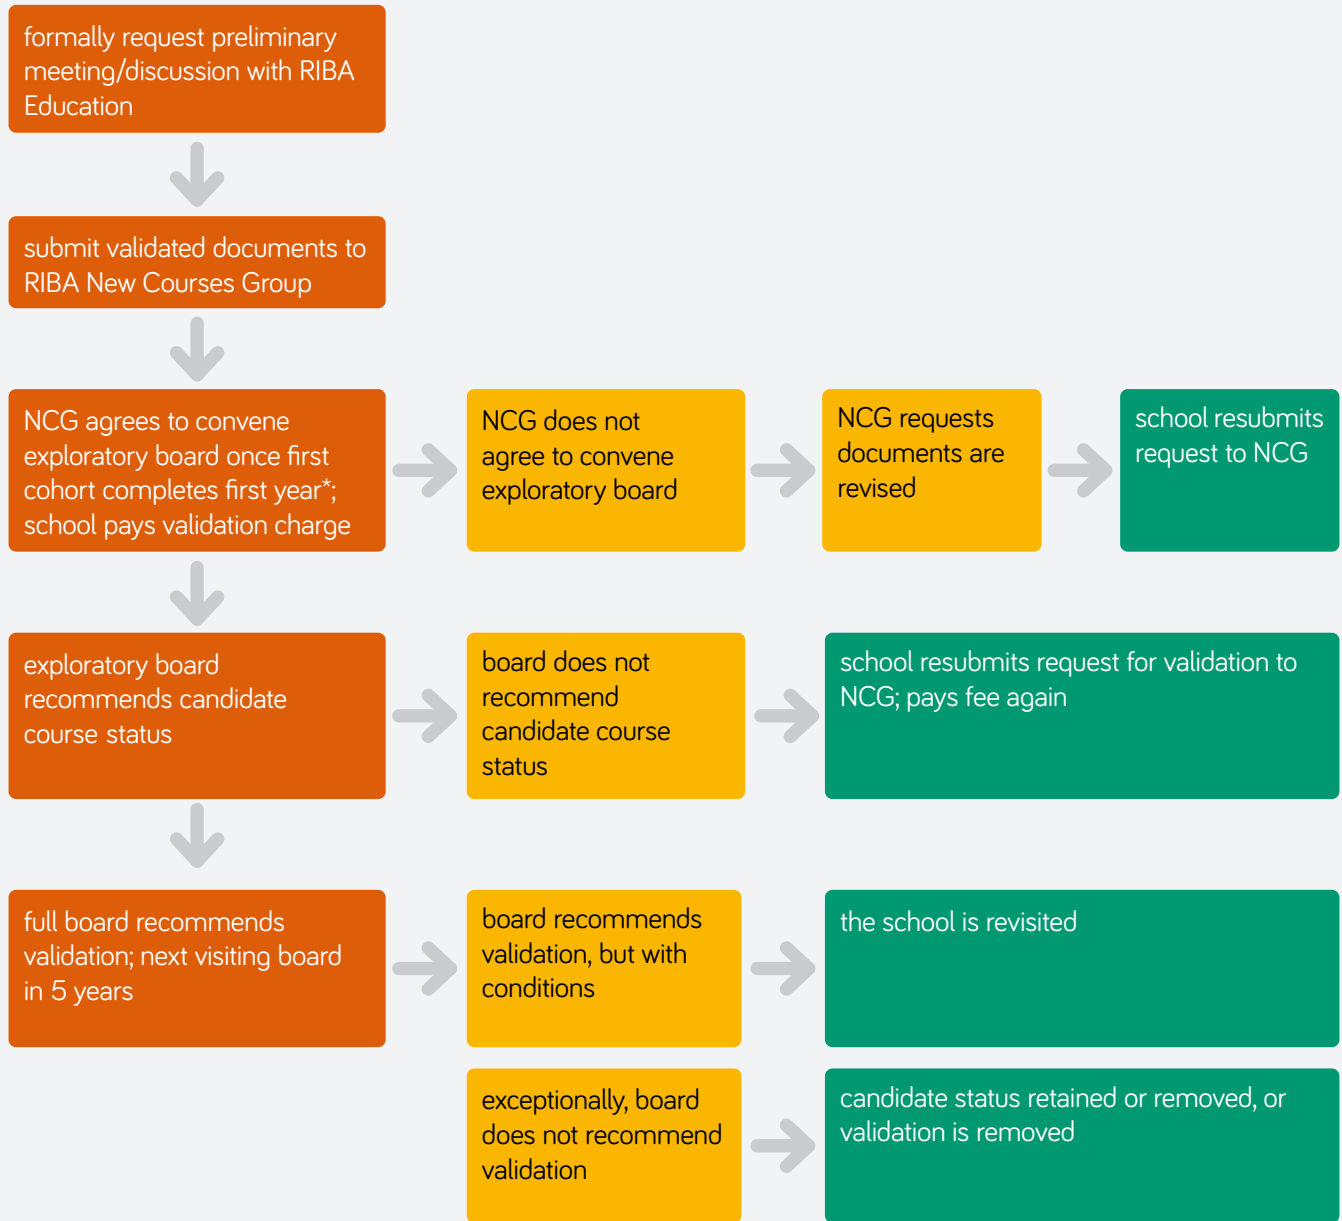 formally request preliminary
meeting/discussion with RIBA
Education
submit validated documents to
RIBA New Courses Group
NCG agrees to convene
exploratory board once first
cohort completes first year*;
school pays validation charge
NCG does not
agree to convene
exploratory board
NCG requests
documents are
revised
school resubmits
request to NCG
exploratory board
recommends candidate
course status
board does not
recommend
candidate course
status
school resubmits request for validation to
NCG; pays fee again
full board recommends
validation; next visiting board
in 5 years
board recommends
validation, but with
conditions
the school is revisited
exceptionally, board
does not recommend
validation
candidate status retained or removed, or
validation is removed